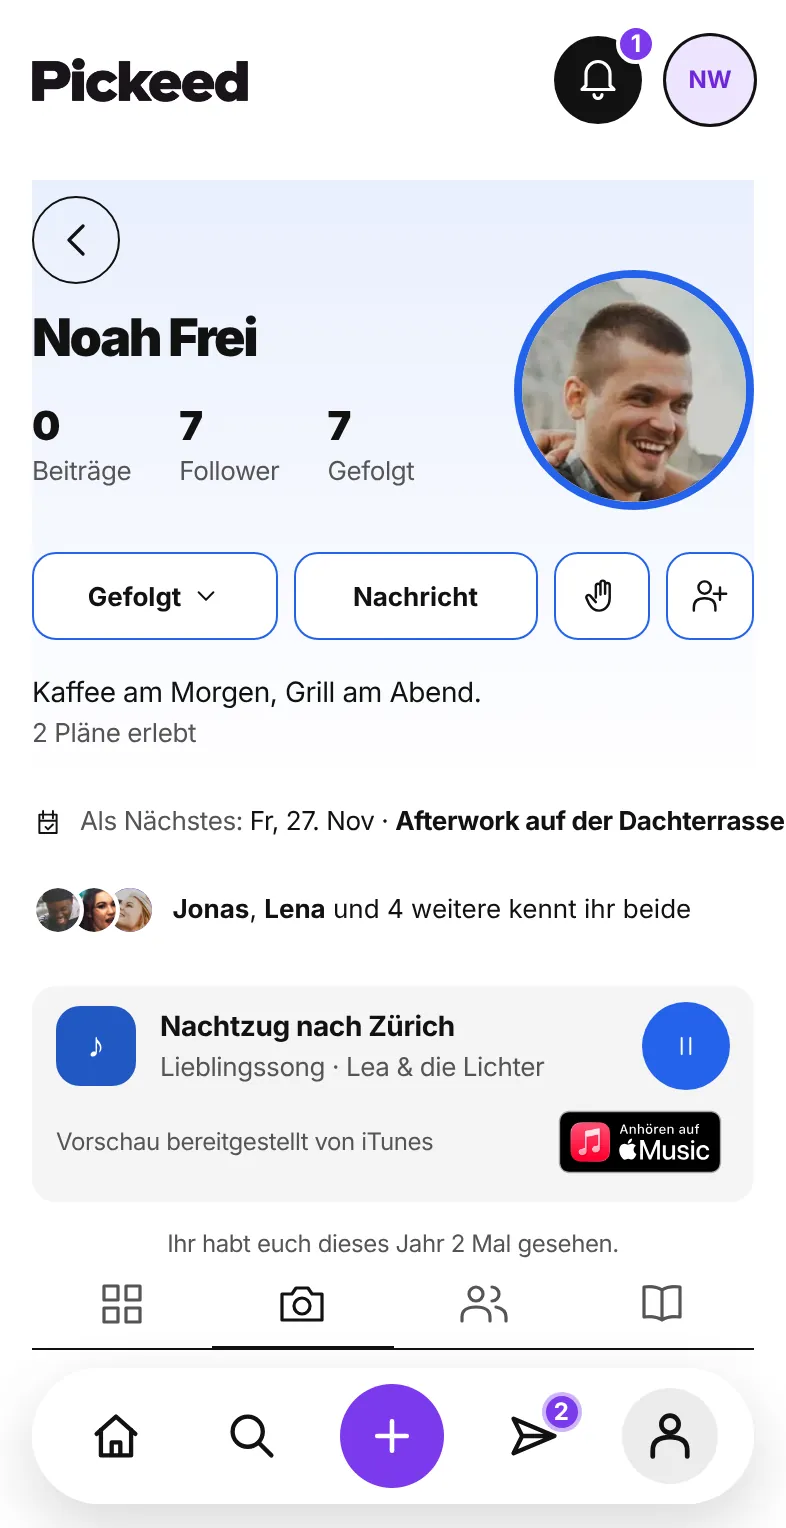 Pickeed
1
NW
Noah Frei
0 7 7
Beiträge Follower Gefolgt
Gefolgt Nachricht
Kaffee am Morgen, Grill am Abend.
2 Pläne erlebt
Als Nächstes: Fr, 27. Nov · Afterwork auf der Dachterrasse
Jonas, Lena und 4 weitere kennt ihr beide
Nachtzug nach Zürich
Lieblingssong · Lea & die Lichter
Vorschau bereitgestellt von iTunes
Anhören auf
Music
Ihr habt euch dieses Jahr 2 Mal gesehen.
2